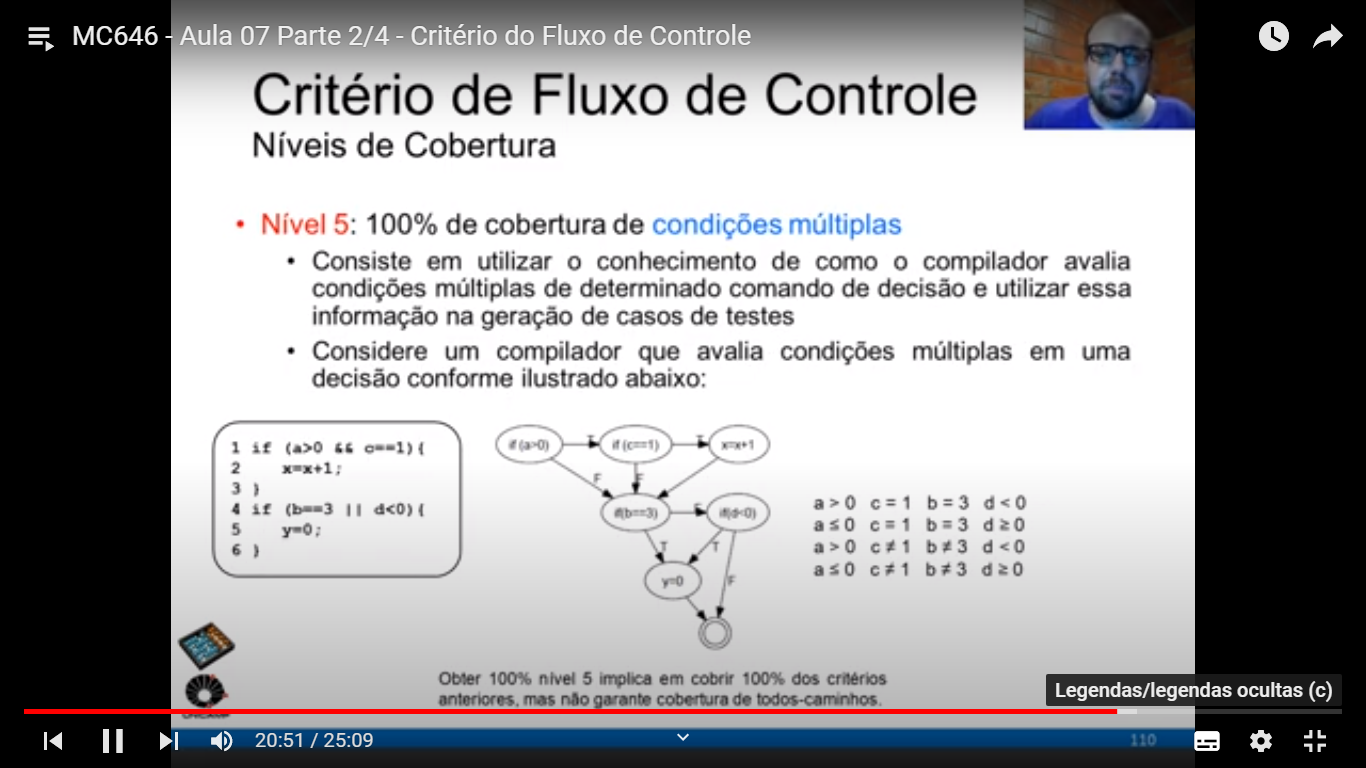 MC646 - Aula 07 Parte 2/4 - Critério do Fluxo de Controle
Critério de Fluxo de Controle
Níveis de Cobertura
• Nível 5: 100% de cobertura de condições múltiplas
• Consiste em utilizar o conhecimento de como o compilador avalia
condições múltiplas de determinado comando de decisão e utilizar essa
informação na geração de casos de testes
• Considere um compilador que avalia condições múltiplas em uma
decisão conforme ilustrado abaixo:
1 if (a>0 && c==1){
2 x=x+1;
3 }
4 if (b==3 || d<0){
5 y=0;
6 }
if (a>0)
T
if (c==1)
T
x=x+1
F
F
if(b==3)
F
if(d<0)
T
T
y=0
F
a > 0 c = 1 b = 3 d < 0
a ≤ 0 c = 1 b = 3 d ≥ 0
a > 0 c ≠ 1 b ≠ 3 d < 0
a ≤ 0 c ≠ 1 b ≠ 3 d ≥ 0
UNICAMP
Obter 100% nível 5 implica em cobrir 100% dos critérios
anteriores, mas não garante cobertura de todos-caminhos.
Legendas/legendas ocultas (c)
20:51 / 25:09
110